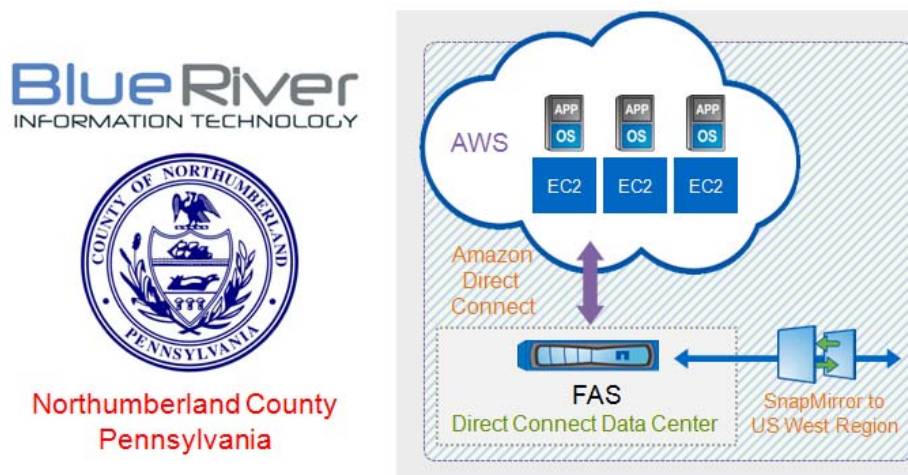 BlueRiver
INFORMATION TECHNOLOGY
COUNTY OF NORTHUMBERLAND
PENNSYLVANIA
Northumberland County
Pennsylvania
AWS
APP
OS
APP
OS
APP
OS
EC2
EC2
EC2
Amazon
Direct
Connect
FAS
Direct Connect Data Center
SnapMirror to
US West Region